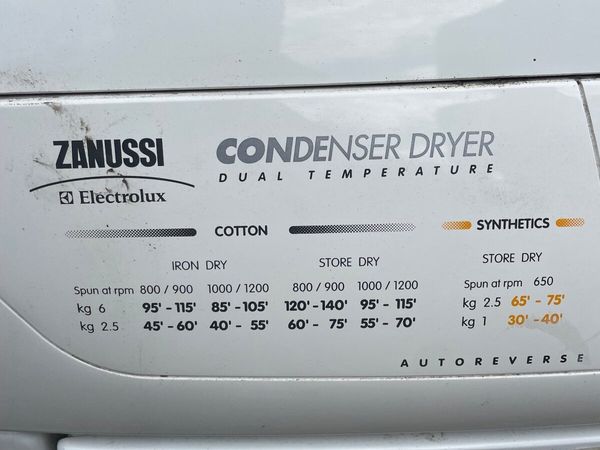 ZANUSSI
Electrolux
CONDENSER DRYER
DUAL TEMPERATURE
COTTON
IRON DRY STORE DRY
Spun at rpm 800 / 900 1000 / 1200 800 / 900 1000 / 1200
kg 6 95' - 115' 85' - 105' 120' - 140' 95' - 115'
kg 2.5 45' - 60' 40' - 55' 60' - 75' 55' - 70'
SYNTHETICS
STORE DRY
Spun at rpm 650
kg 2.5 65' - 75'
kg 1 30' - 40'
AUTOREVERSE